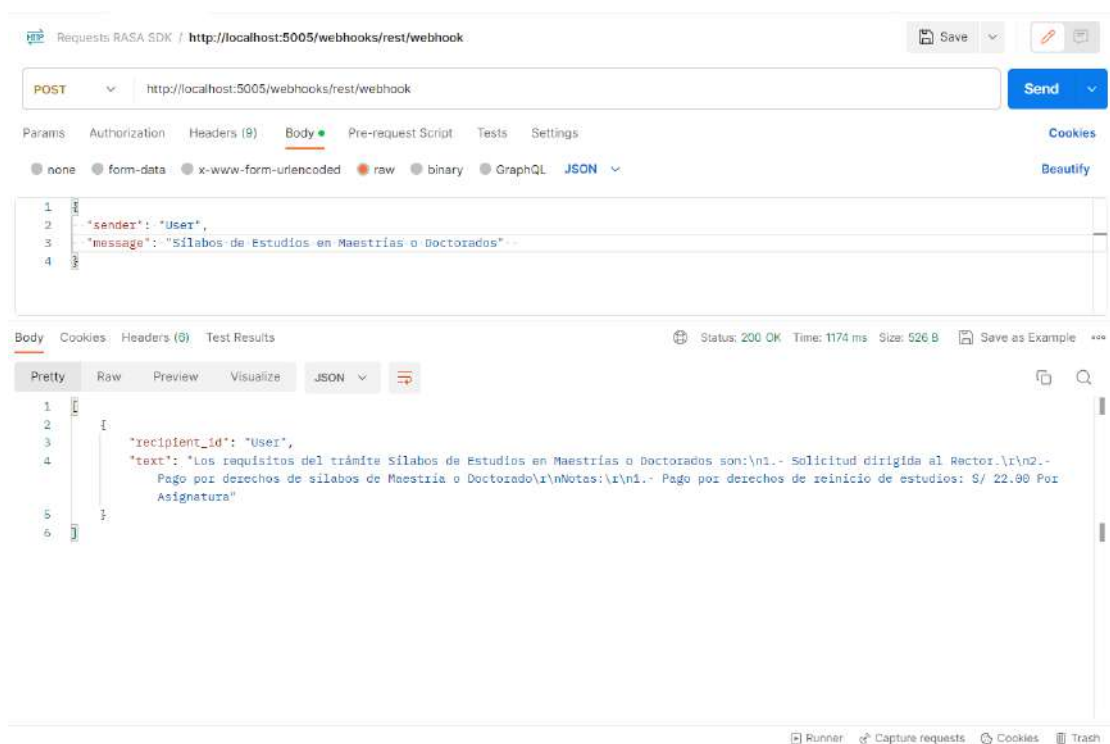 HTTP Requests RASA SDK / http://localhost:5005/webhooks/rest/webhook Save
POST http://localhost:5005/webhooks/rest/webhook Send
Params Authorization Headers (9) Body Pre-request Script Tests Settings Cookies
none form-data x-www-form-urlencoded raw binary GraphQL JSON Beautify
1 {
2 "sender": "User",
3 "message": "Sílabos de Estudios en Maestrías o Doctorados"
4 }
Body Cookies Headers (6) Test Results Status: 200 OK Time: 1174 ms Size: 526 B Save as Example
Pretty Raw Preview Visualize JSON
1 [
2 {
3 "recipient_id": "User",
4 "text": "Los requisitos del trámite Sílabos de Estudios en Maestrías o Doctorados son:\n1.- Solicitud dirigida al Rector.\r\n2.-
Pago por derechos de sílabos de Maestría o Doctorado\r\nNotas:\r\n1.- Pago por derechos de reinicio de estudios: S/ 22.00 Por
Asignatura"
5 }
6 ]
Runner Capture requests Cookies Trash